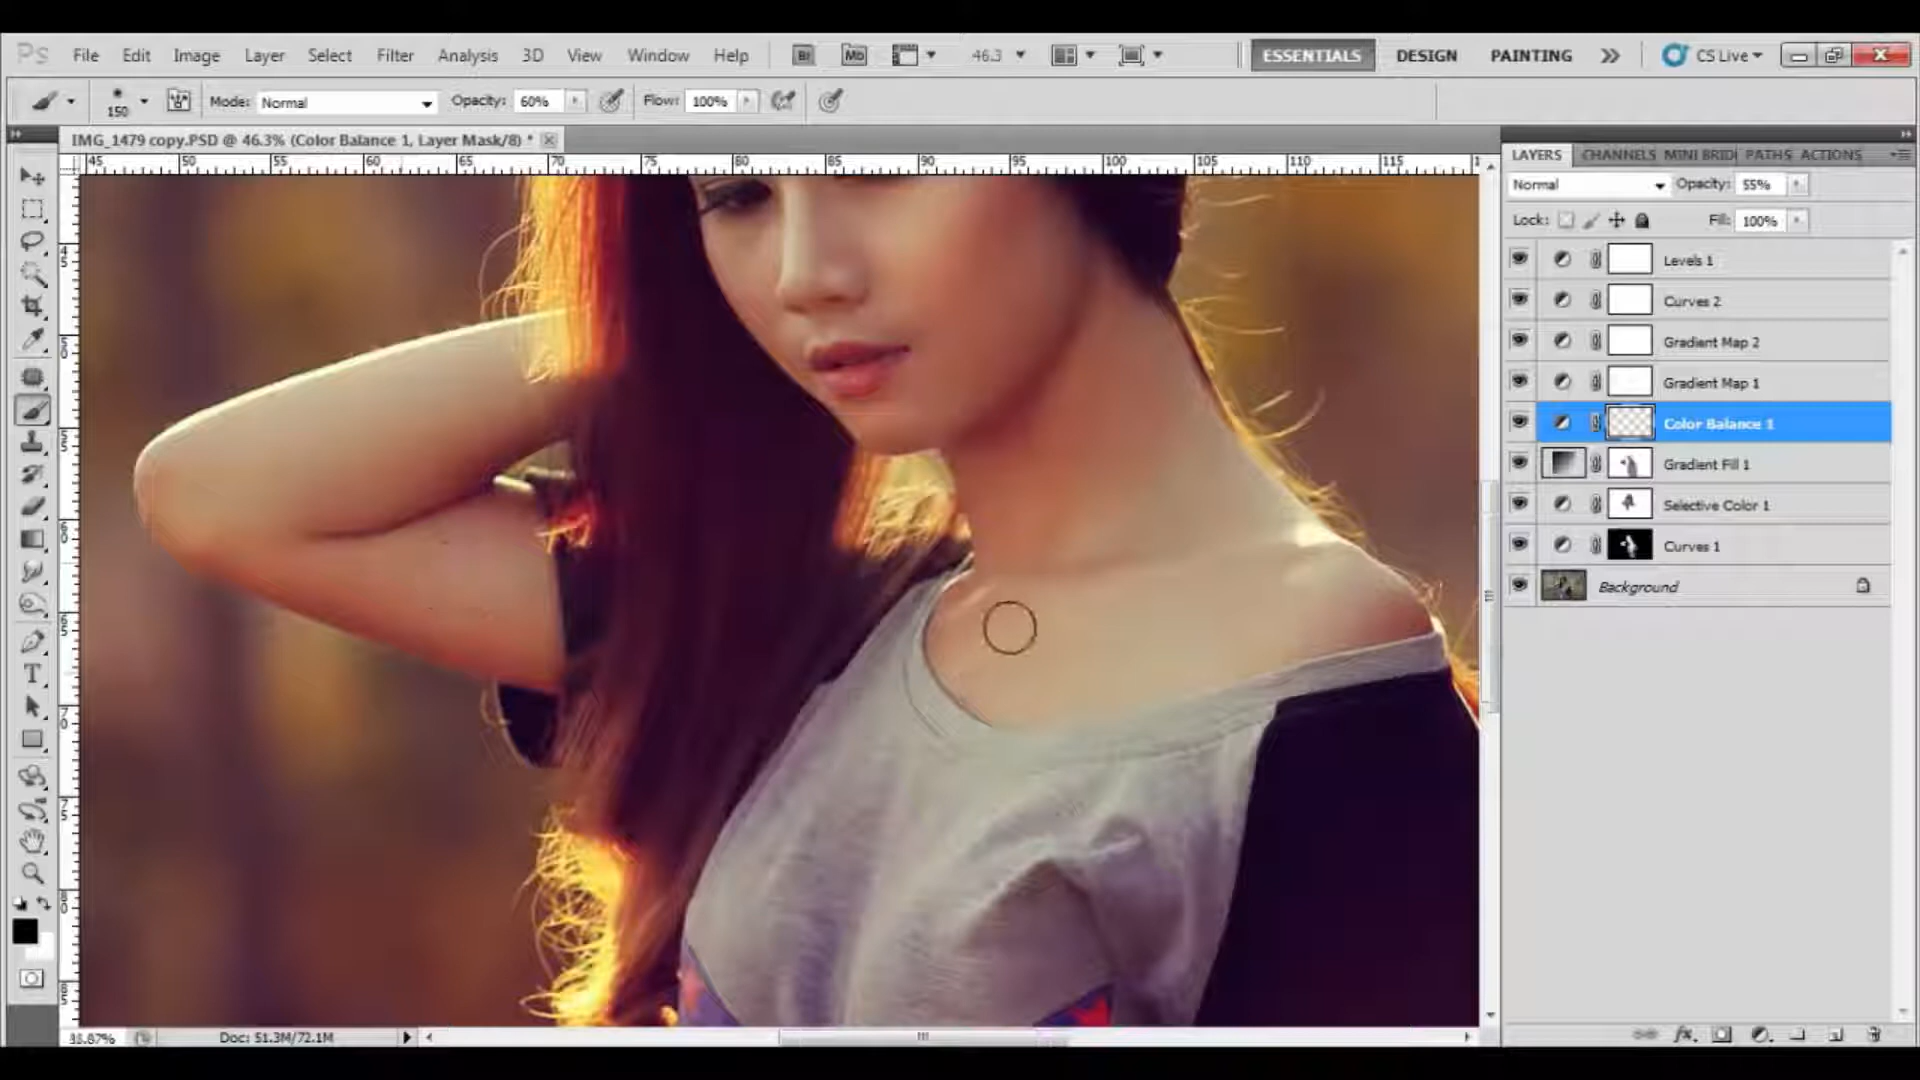 Ps File Edit Image Layer Select Filter Analysis 3D View Window Help Br Mb 46.3 ESSENTIALS DESIGN PAINTING CS Live
150 Mode: Normal Opacity: 60% Flow: 100%
IMG_1479 copy.PSD @ 46.3% (Color Balance 1, Layer Mask/8) *
45 50 55 60 65 70 75 80 85 90 95 100 105 110 115
LAYERS CHANNELS MINI BRID PATHS ACTIONS
Normal Opacity: 55%
Lock: Fill: 100%
Levels 1
Curves 2
Gradient Map 2
Gradient Map 1
Color Balance 1
Gradient Fill 1
Selective Color 1
Curves 1
Background
Doc: 51.3M/72.1M